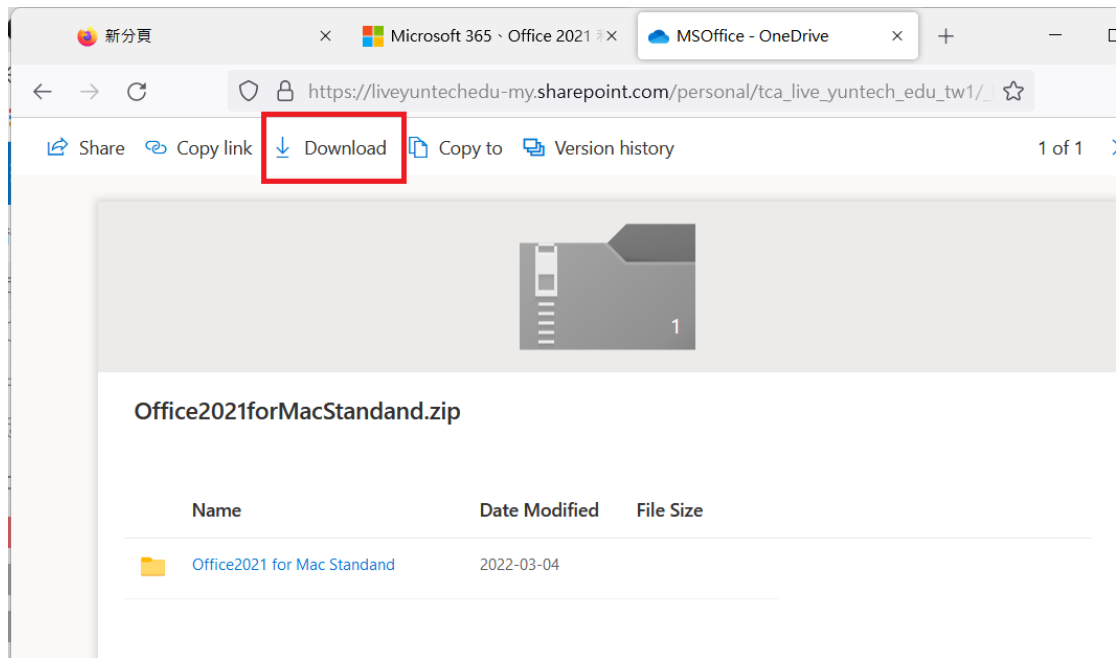 新分頁
Microsoft 365、Office 2021
MSOffice - OneDrive
https://liveyuntechedu-my.sharepoint.com/personal/tca_live_yuntech_edu_tw1/_
Share Copy link Download Copy to Version history 1 of 1
1
Office2021forMacStandand.zip
Name Date Modified File Size
Office2021 for Mac Standand 2022-03-04